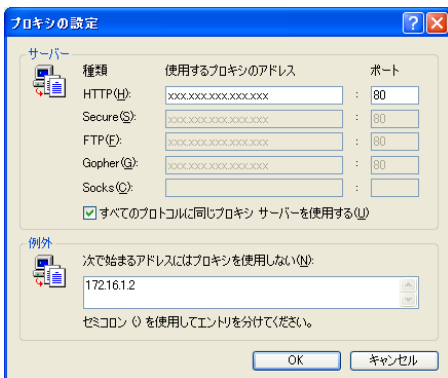 プロキシの設定
サーバー
種類 使用するプロキシのアドレス ポート
HTTP(H): xxx.xxx.xxx.xxx.xxx : 80
Secure(S): xxx.xxx.xxx.xxx.xxx : 80
FTP(F): xxx.xxx.xxx.xxx.xxx : 80
Gopher(G): xxx.xxx.xxx.xxx.xxx : 80
Socks(C): :
すべてのプロトコルに同じプロキシ サーバーを使用する(U)
例外
次で始まるアドレスにはプロキシを使用しない(N):
172.16.1.2
セミコロン (;) を使用してエントリを分けてください。
OK キャンセル